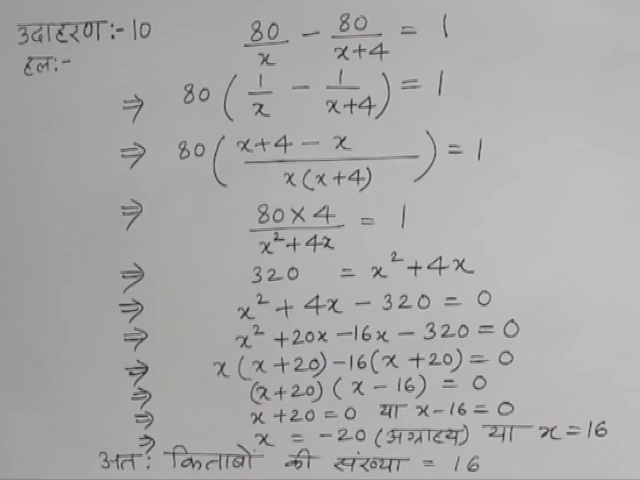 उदाहरण:- 10 80/x - 80/(x+4) = 1
हल:-
⇒ 80 (1/x - 1/(x+4)) = 1
⇒ 80 ((x+4-x)/(x(x+4))) = 1
⇒ (80×4)/(x²+4x) = 1
⇒ 320 = x²+4x
⇒ x² + 4x - 320 = 0
⇒ x² +20x -16x - 320 = 0
⇒ x(x+20)-16(x+20) = 0
⇒ (x+20)(x-16) = 0
⇒ x+20=0 या x-16=0
⇒ x = -20 (अग्राह्य) या x=16
अतः किताबों की संख्या = 16